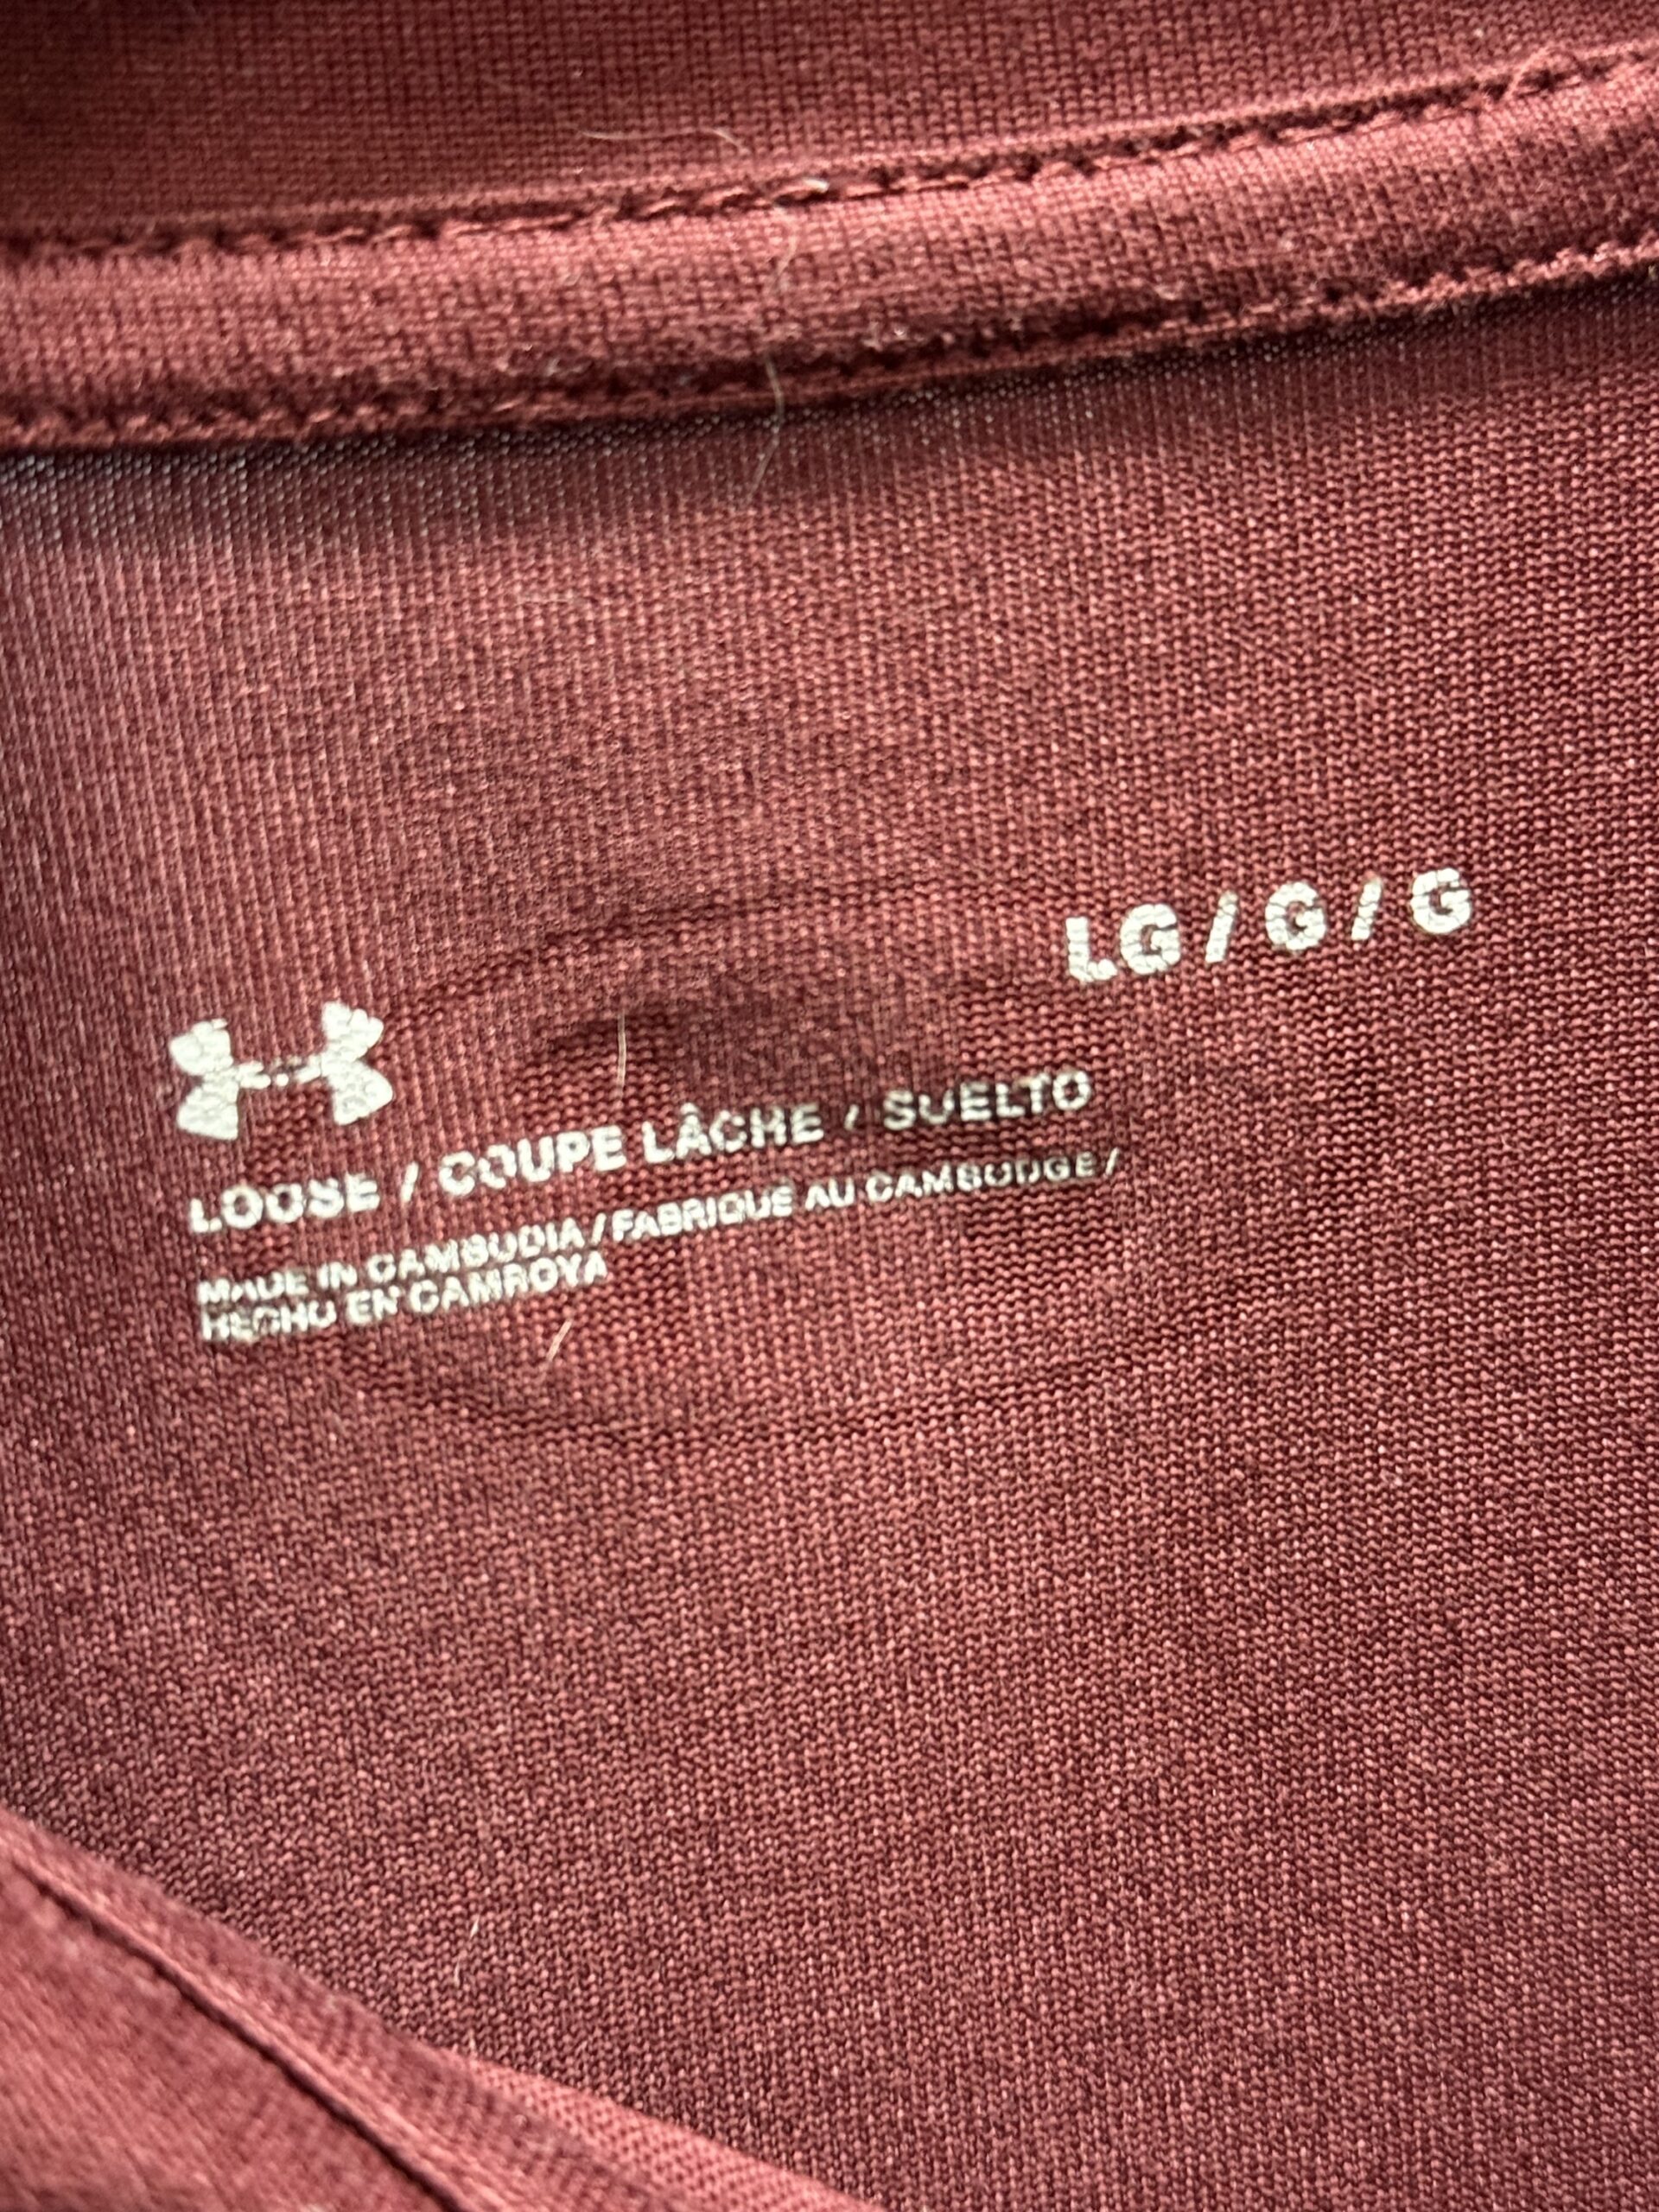 LG / G / G
LOOSE / COUPE LÂCHE / SUELTO
MADE IN CAMBODIA / FABRIQUÉ AU CAMBODGE /
HECHO EN CAMBOYA